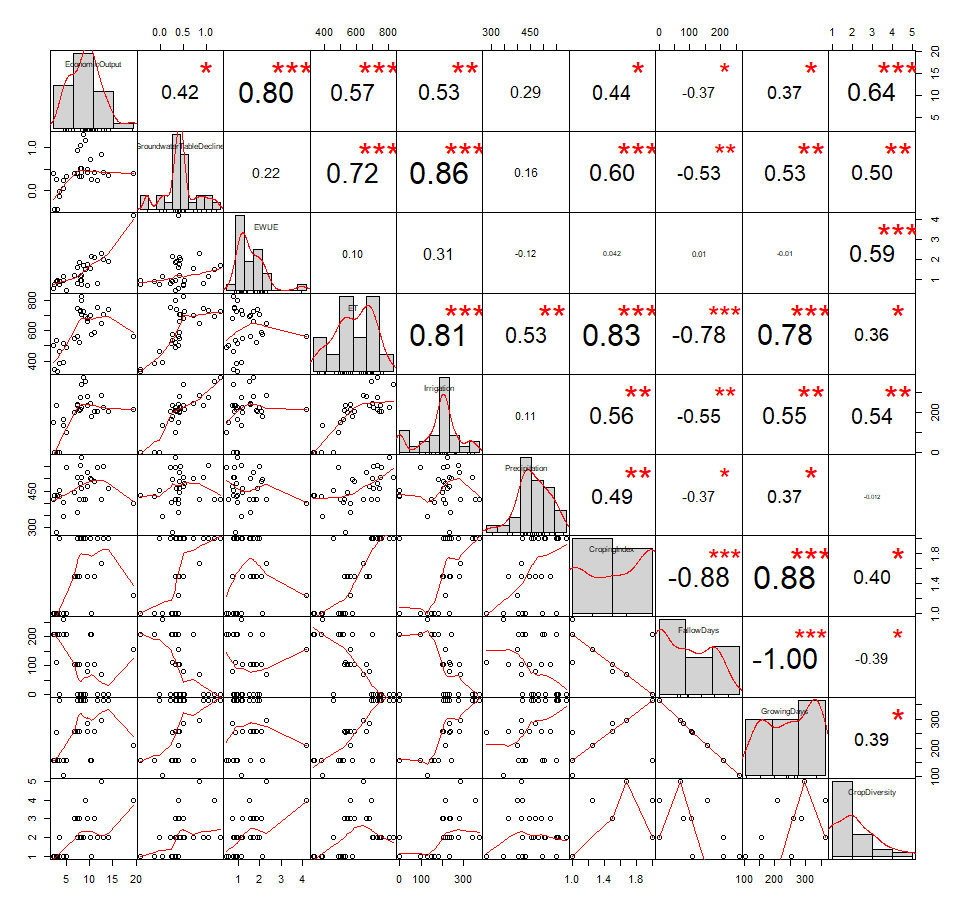 0.0 0.5 1.0 400 600 800 300 450 0 100 200 1 2 3 4 5
EconomicOutput 0.42 * 0.80 *** 0.57 *** 0.53 ** 0.29 0.44 * -0.37 * 0.37 * 0.64 *** 5 10 15 20
0.0 1.0 GroundwaterTableDecline 0.22 0.72 *** 0.86 *** 0.16 0.60 *** -0.53 ** 0.53 ** 0.50 **
EWUE 0.10 0.31 -0.12 0.042 0.01 -0.01 0.59 *** 1 2 3 4
400 600 800 ET 0.81 *** 0.53 ** 0.83 *** -0.78 *** 0.78 *** 0.36 *
Irrigation 0.11 0.56 ** -0.55 ** 0.55 ** 0.54 ** 0 200
300 450 Precipitation 0.49 ** -0.37 * 0.37 * -0.012
CropingIndex -0.88 *** 0.88 *** 0.40 * 1.0 1.4 1.8
0 100 200 FallowDays -1.00 *** -0.39 *
GrowingDays 0.39 * 100 200 300
1 2 3 4 5 CropDiversity
5 10 15 20 1 2 3 4 0 100 300 1.0 1.4 1.8 100 200 300